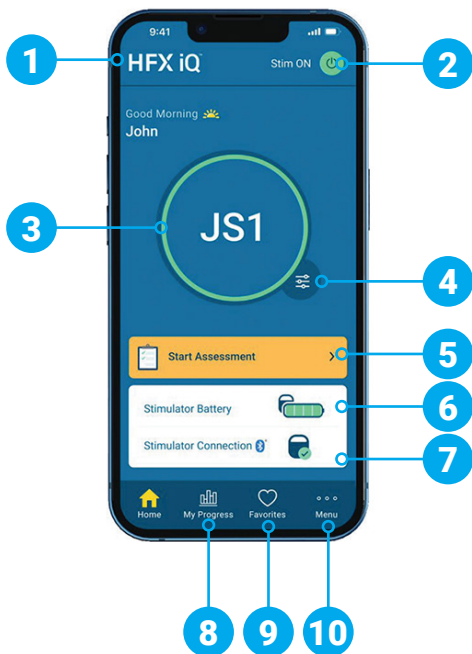 9:41
1
HFX iQ™
Stim ON
2
Good Morning
John
3
JS1
4
Start Assessment
5
Stimulator Battery
6
Stimulator Connection
7
Home
My Progress
Favorites
Menu
8
9
10